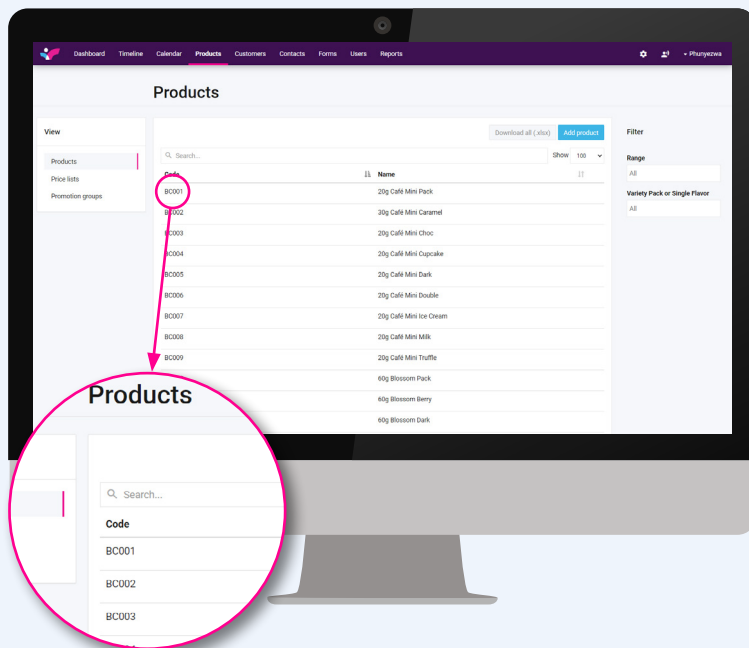 Dashboard Timeline Calendar Products Customers Contacts Forms Users Reports Phunyezwa
Products
View
Products
Price lists
Promotion groups
Download all (.xlsx) Add product
Search... Show 100
Code Name
BC001 20g Café Mini Pack
BC002 30g Café Mini Caramel
BC003 20g Café Mini Choc
BC004 20g Café Mini Cupcake
BC005 20g Café Mini Dark
BC006 20g Café Mini Double
BC007 20g Café Mini Ice Cream
BC008 20g Café Mini Milk
BC009 20g Café Mini Truffle
60g Blossom Pack
60g Blossom Berry
60g Blossom Dark
Filter
Range
All
Variety Pack or Single Flavor
All
Products
Search...
Code
BC001
BC002
BC003